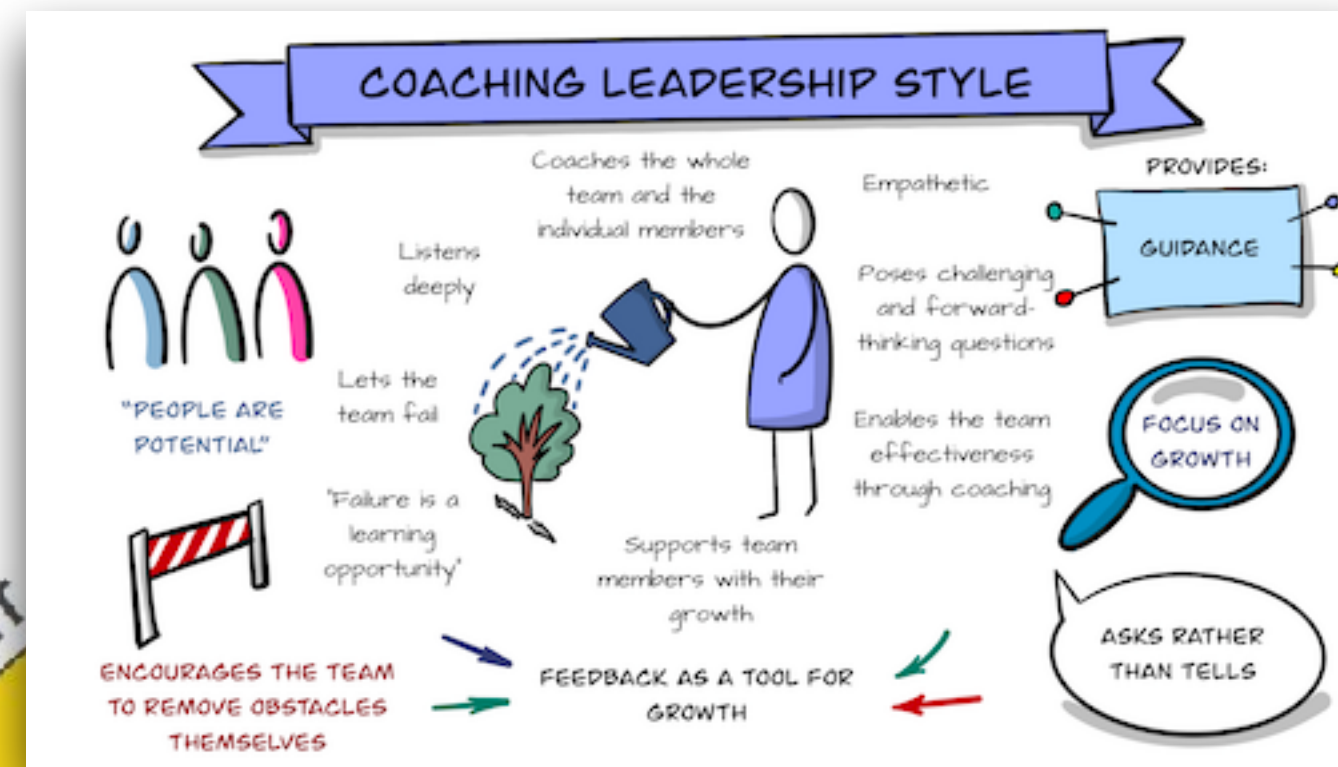 COACHING LEADERSHIP STYLE
Coaches the whole
team and the
individual members
Empathetic
PROVIDES:
GUIDANCE
Listens
deeply
Poses challenging
and forward-
thinking questions
"PEOPLE ARE
POTENTIAL"
Lets the
team fail
Enables the team
effectiveness
through coaching
FOCUS ON
GROWTH
"Failure is a
learning
opportunity"
Supports team
members with their
growth
ENCOURAGES THE TEAM
TO REMOVE OBSTACLES
THEMSELVES
FEEDBACK AS A TOOL FOR
GROWTH
ASKS RATHER
THAN TELLS